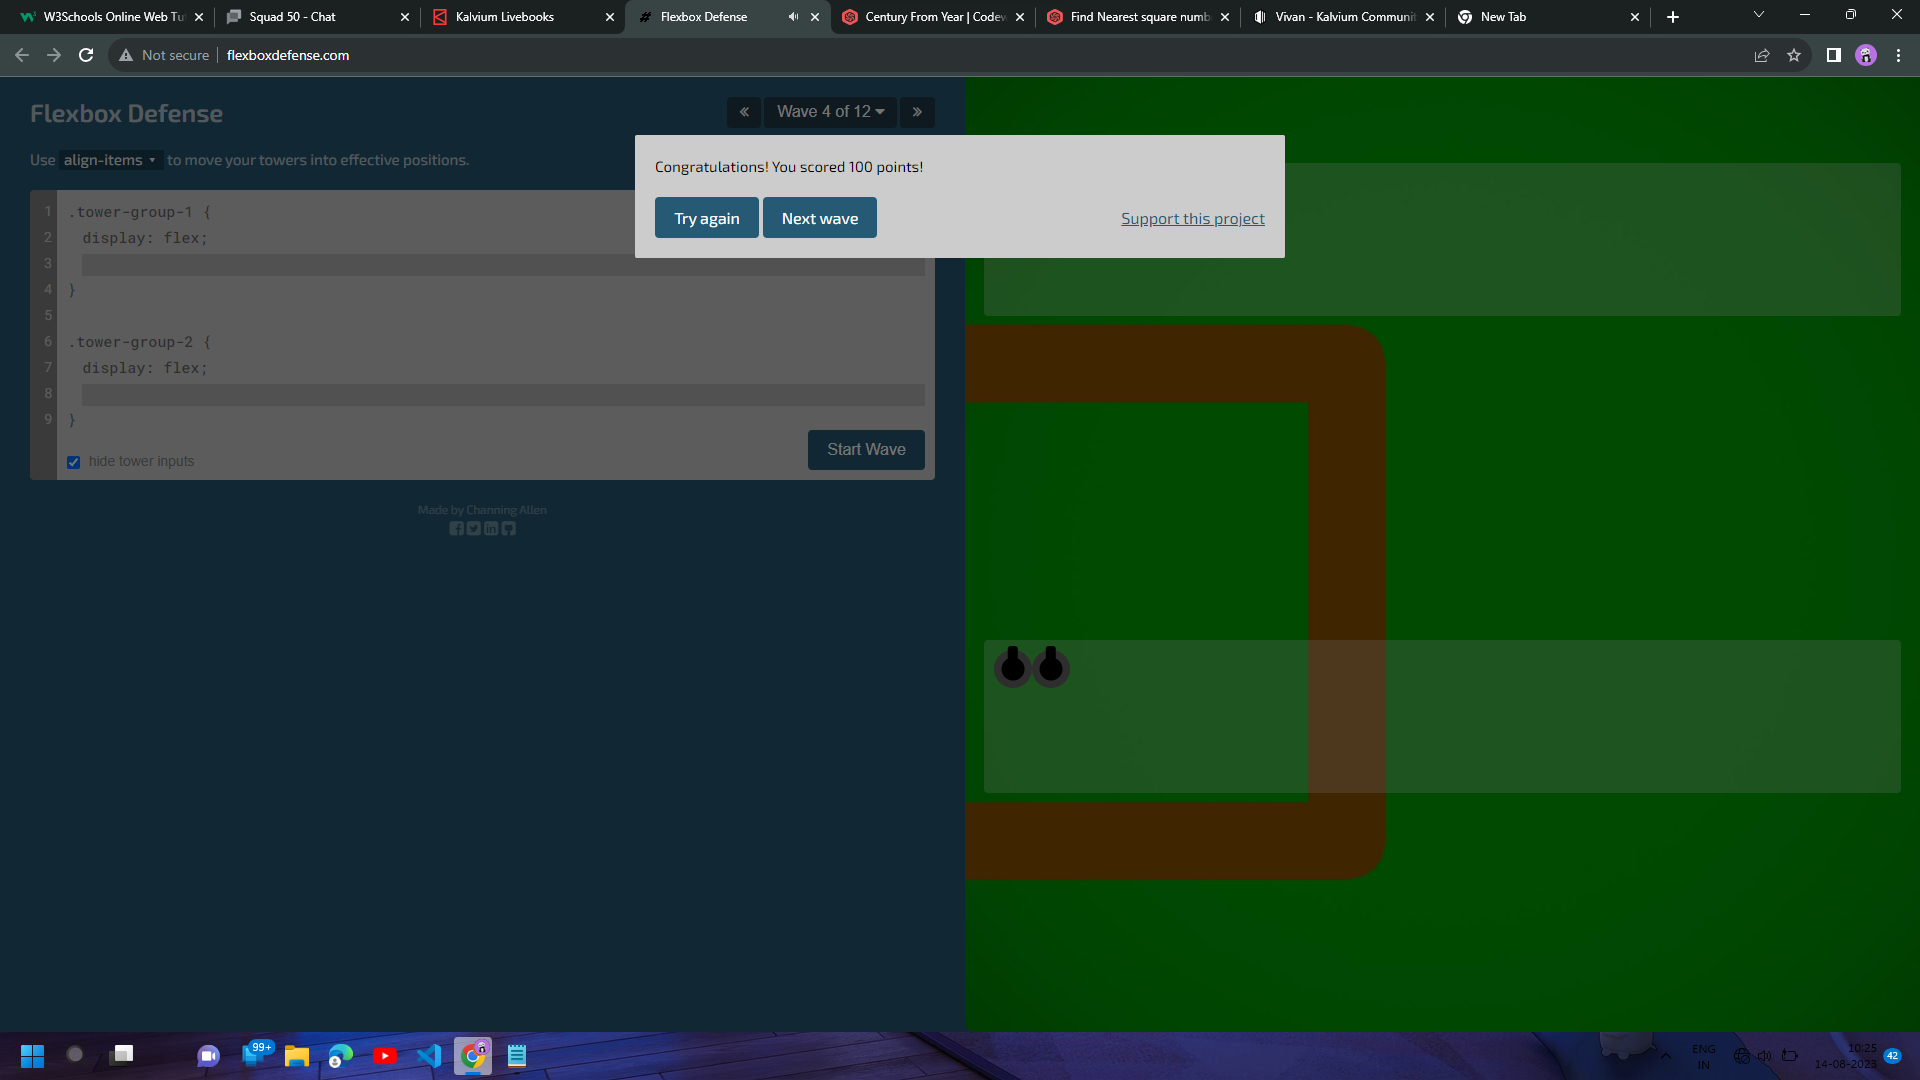 W3Schools Online Web Tu
Squad 50 - Chat
Kalvium Livebooks
Flexbox Defense
Century From Year | Codew
Find Nearest square numb
Vivan - Kalvium Communit
New Tab
Not secure
flexboxdefense.com
Flexbox Defense
Wave 4 of 12
Use align-items to move your towers into effective positions.
Congratulations! You scored 100 points!
Try again
Next wave
Support this project
1 .tower-group-1 {
2 display: flex;
3
4 }
5
6 .tower-group-2 {
7 display: flex;
8
9 }
hide tower inputs
Start Wave
Made by Channing Allen
99+
ENG
IN
10:25
14-08-2023
42